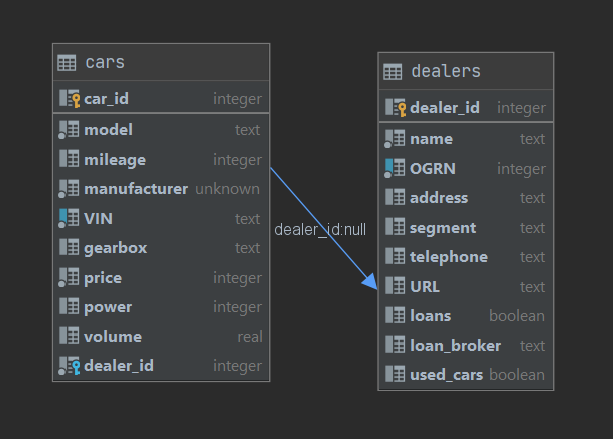 cars
car_id integer
model text
mileage integer
manufacturer unknown
VIN text
gearbox text
price integer
power integer
volume real
dealer_id integer
dealer_id:null
dealers
dealer_id integer
name text
OGRN integer
address text
segment text
telephone text
URL text
loans boolean
loan_broker text
used_cars boolean